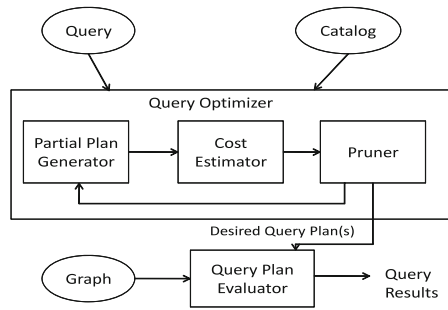 Query
Catalog
Query Optimizer
Partial Plan
Generator
Cost
Estimator
Pruner
Desired Query Plan(s)
Graph
Query Plan
Evaluator
Query
Results